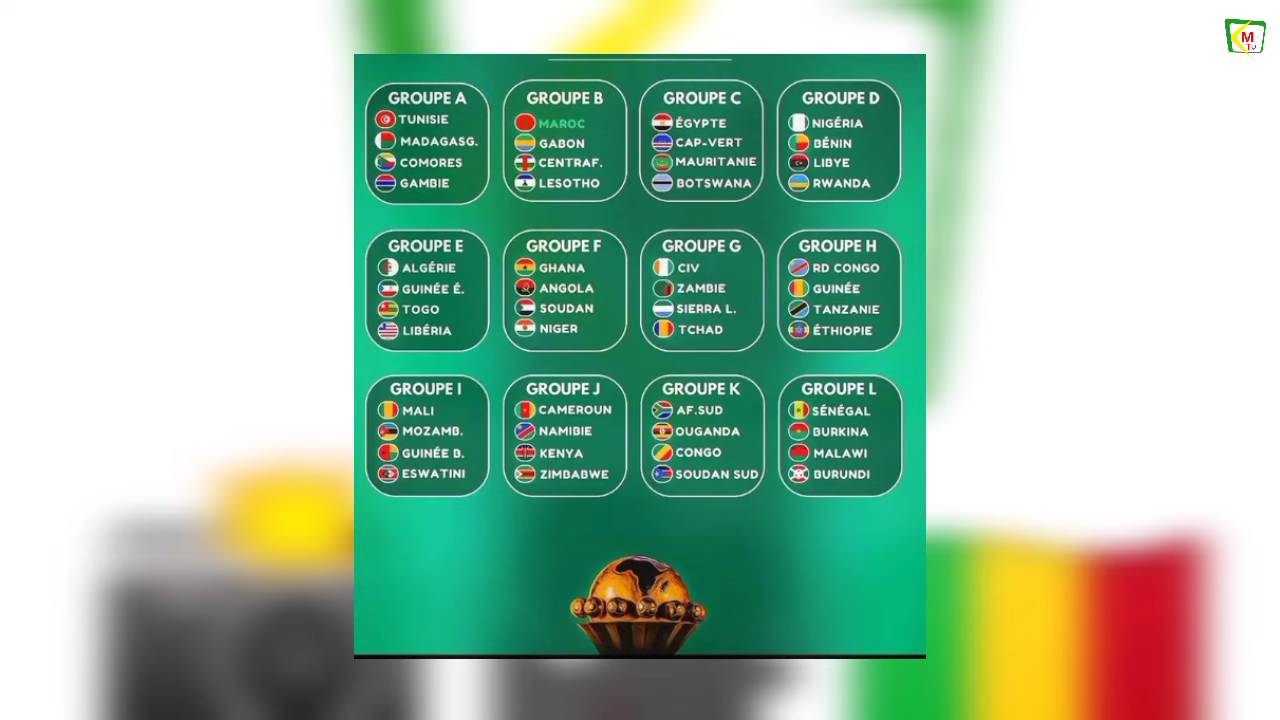 M
Tv
GROUPE A
TUNISIE
MADAGASG.
COMORES
GAMBIE
GROUPE B
MAROC
GABON
CENTRAF.
LESOTHO
GROUPE C
ÉGYPTE
CAP-VERT
MAURITANIE
BOTSWANA
GROUPE D
NIGÉRIA
BÉNIN
LIBYE
RWANDA
GROUPE E
ALGÉRIE
GUINÉE É.
TOGO
LIBÉRIA
GROUPE F
GHANA
ANGOLA
SOUDAN
NIGER
GROUPE G
CIV
ZAMBIE
SIERRA L.
TCHAD
GROUPE H
RD CONGO
GUINÉE
TANZANIE
ÉTHIOPIE
GROUPE I
MALI
MOZAMB.
GUINÉE B.
ESWATINI
GROUPE J
CAMEROUN
NAMIBIE
KENYA
ZIMBABWE
GROUPE K
AF.SUD
OUGANDA
CONGO
SOUDAN SUD
GROUPE L
SÉNÉGAL
BURKINA
MALAWI
BURUNDI